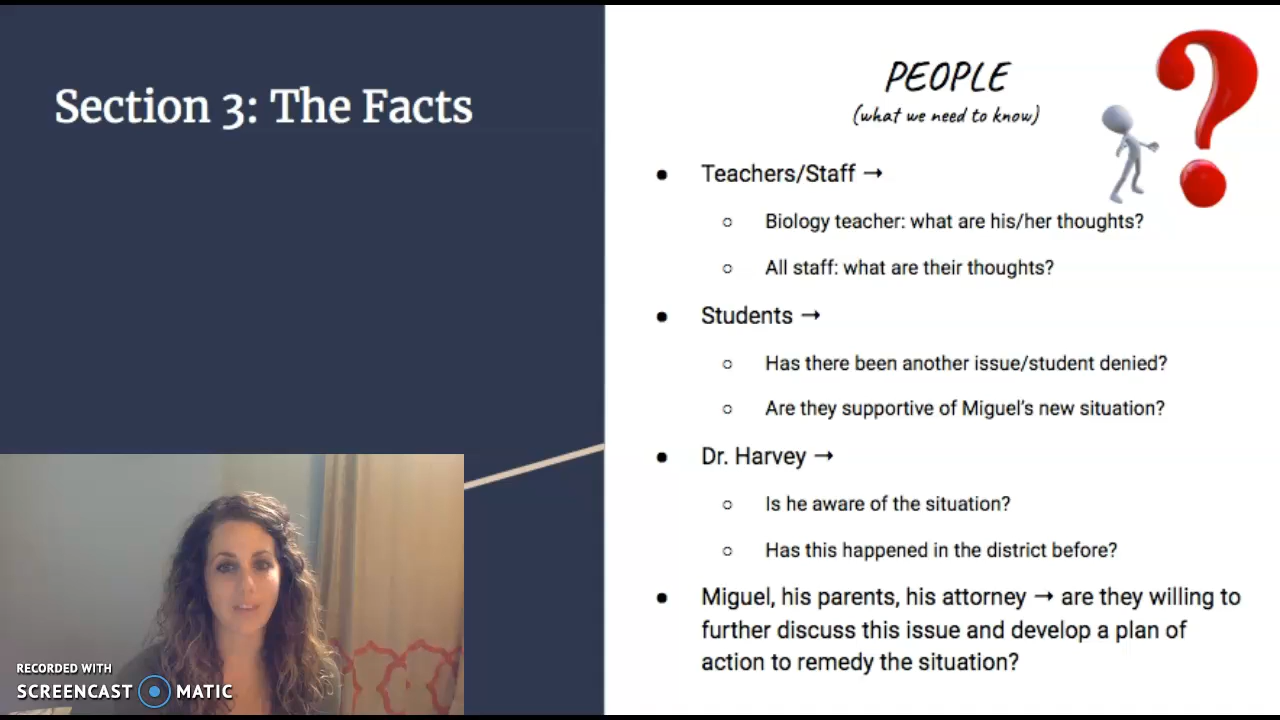 Section 3: The Facts
PEOPLE
(what we need to know)
● Teachers/Staff →
○ Biology teacher: what are his/her thoughts?
○ All staff: what are their thoughts?
● Students →
○ Has there been another issue/student denied?
○ Are they supportive of Miguel's new situation?
● Dr. Harvey →
○ Is he aware of the situation?
○ Has this happened in the district before?
● Miguel, his parents, his attorney → are they willing to
further discuss this issue and develop a plan of
action to remedy the situation?
RECORDED WITH
SCREENCAST MATIC